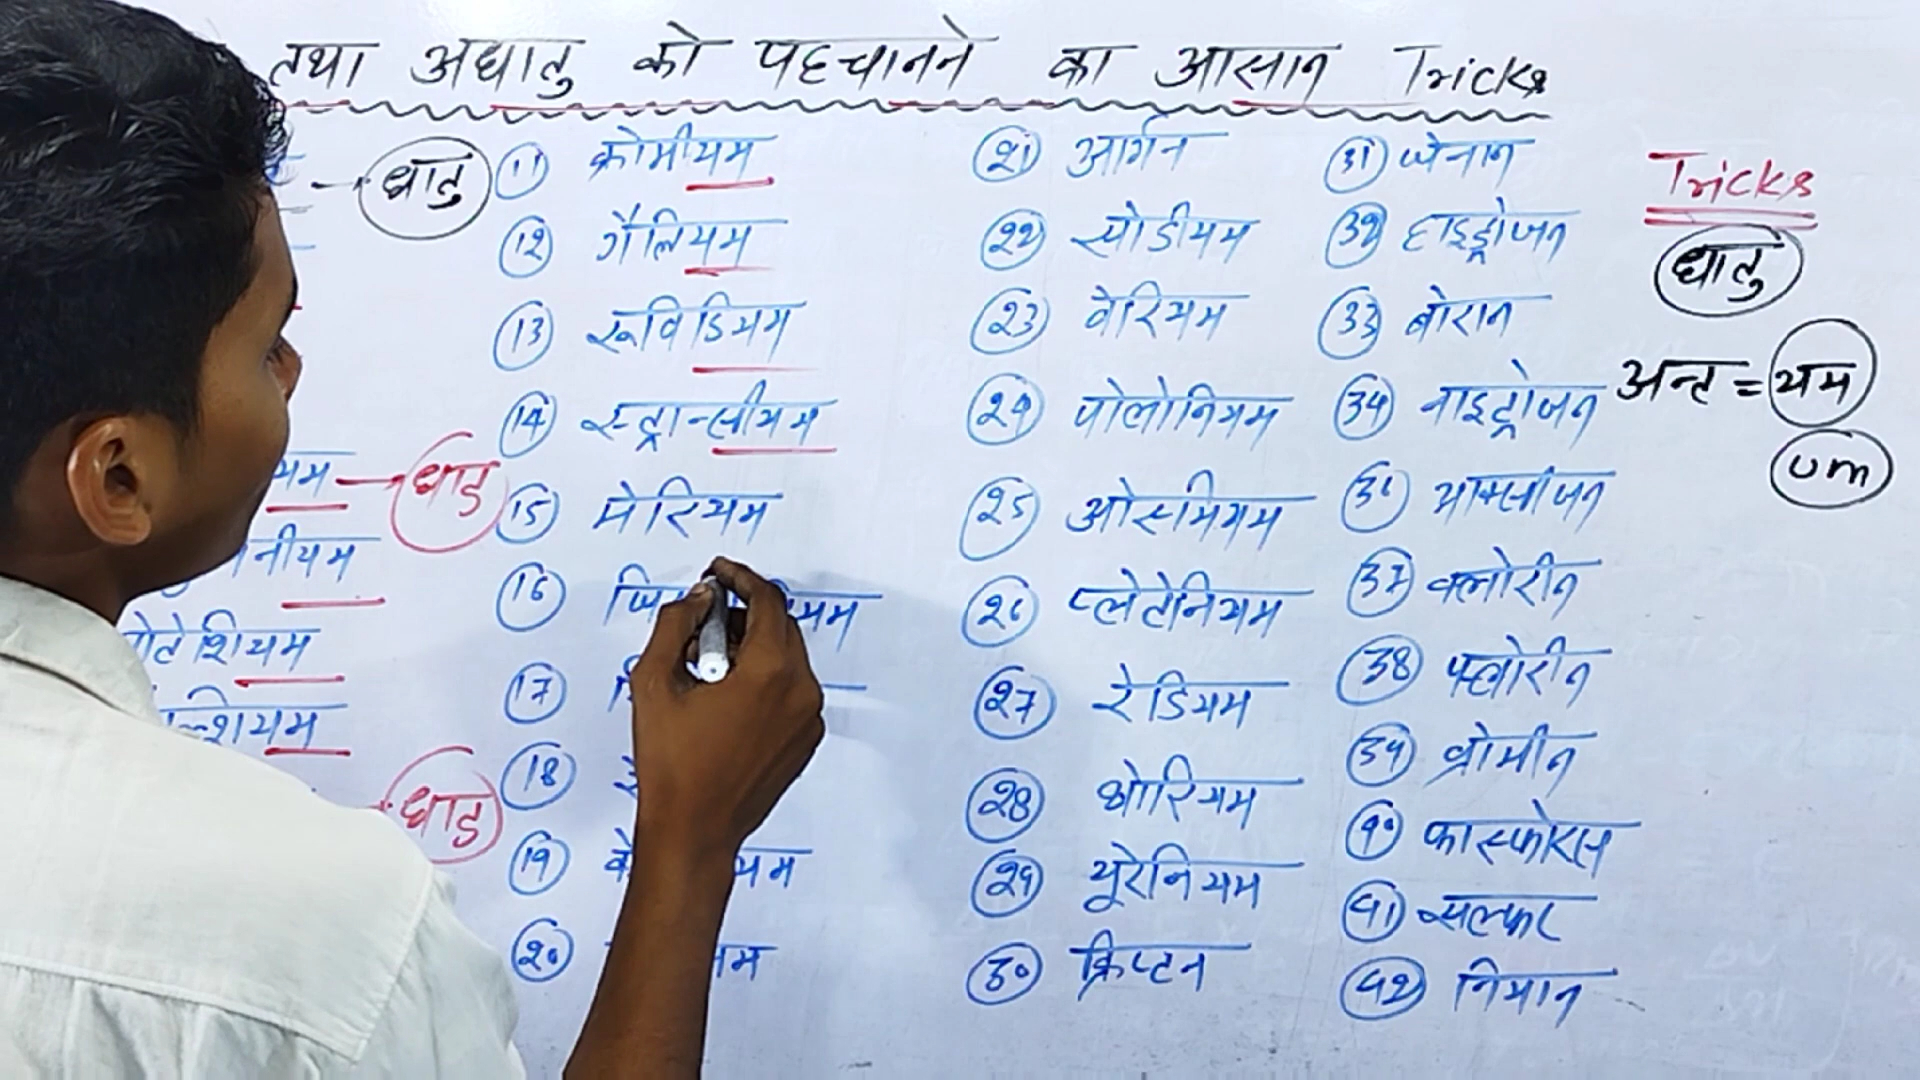 तथा अधातु को पहचानने का आसान Tricks
धातु
यम धातु
नीयम
पोटेशियम
ल्शियम
धातु
11 क्रोमीयम
12 गैलियम
13 रूविडियम
14 स्ट्रान्सीयम
15 सेरियम
16
17
18
19
20
21 आर्गन
22 सोडीयम
23 वेरियम
24 पोलोनियम
25 ओसमियम
26 प्लेटेनियम
27 रेडियम
28 थोरियम
29 यूरेनियम
30 क्रिप्टन
31 जेनान
32 हाइड्रोजन
33 बोरान
34 नाइट्रोजन
36 आक्सीजन
37 क्लोरीन
38 फ्लोरीन
39 व्रोमीन
40 फास्फोरस
41 सल्फर
42 नियान
Tricks
धातु
अन्त = यम
um